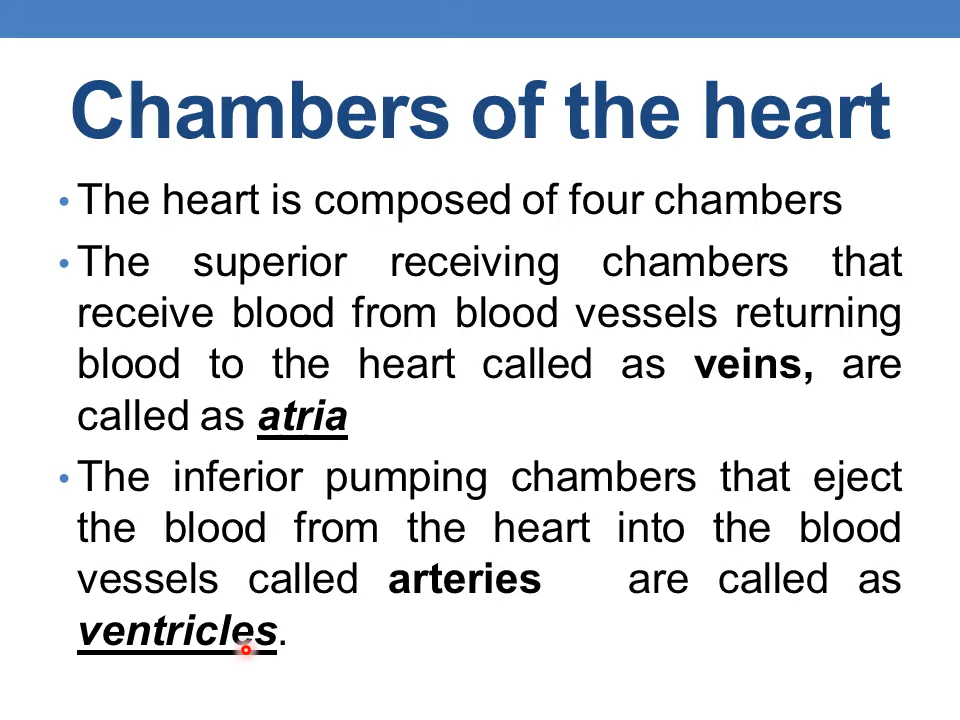 Chambers of the heart
• The heart is composed of four chambers
• The superior receiving chambers that
receive blood from blood vessels returning
blood to the heart called as veins, are
called as atria
• The inferior pumping chambers that eject
the blood from the heart into the blood
vessels called arteries are called as
ventricles.